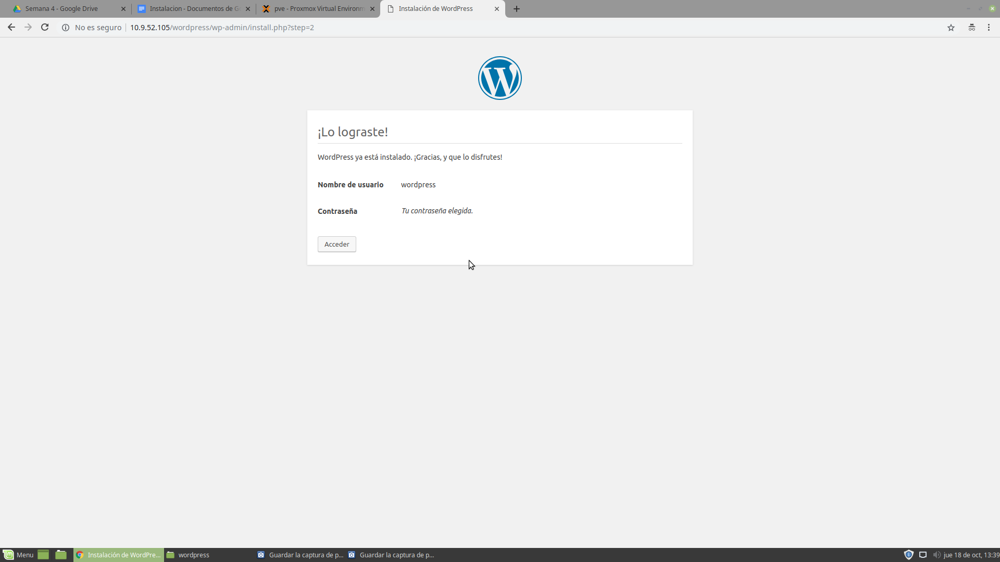 Semana 4 - Google Drive
Instalacion - Documentos de G
pve - Proxmox Virtual Environm
Instalación de WordPress
No es seguro
10.9.52.105/wordpress/wp-admin/install.php?step=2
¡Lo lograste!
WordPress ya está instalado. ¡Gracias, y que lo disfrutes!
Nombre de usuario wordpress
Contraseña Tu contraseña elegida.
Acceder
Menu
Instalación de WordPre...
wordpress
Guardar la captura de p...
Guardar la captura de p...
jue 18 de oct, 13:39